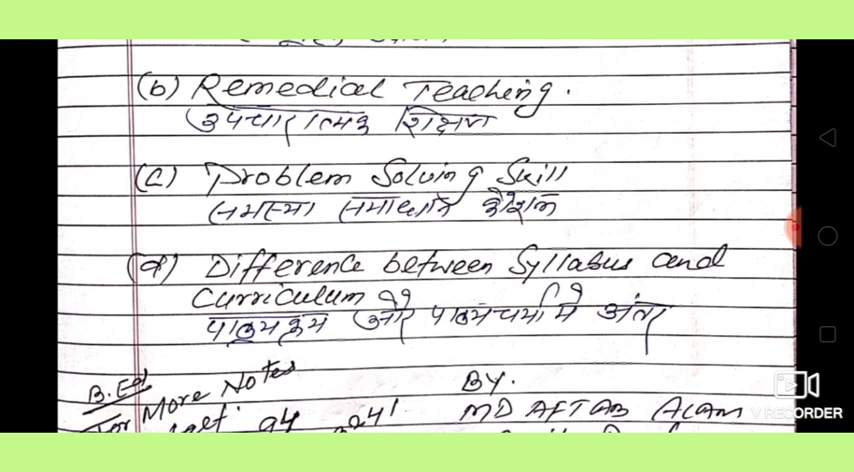 (b) Remedial Teaching.
उपचारात्मक शिक्षण
(c) Problem Solving Skill
समस्या समाधान कौशल
(d) Difference between Syllabus and
Curriculum
पाठ्यक्रम और पाठ्यचर्या में अंतर
B.Ed
For More Notes
BY.
MD AFTAB ALAM
V RECORDER